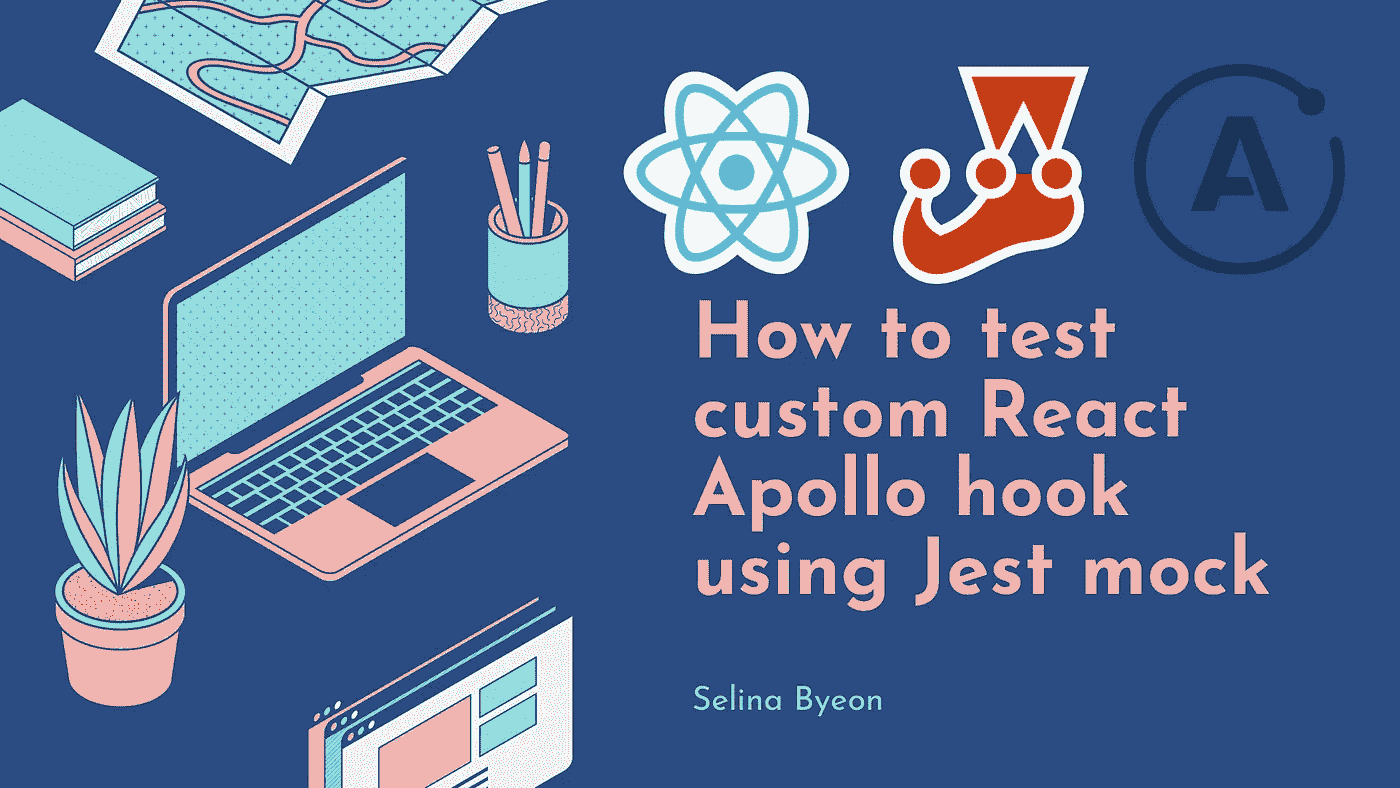 A
How to test
custom React
Apollo hook
using Jest mock
Selina Byeon